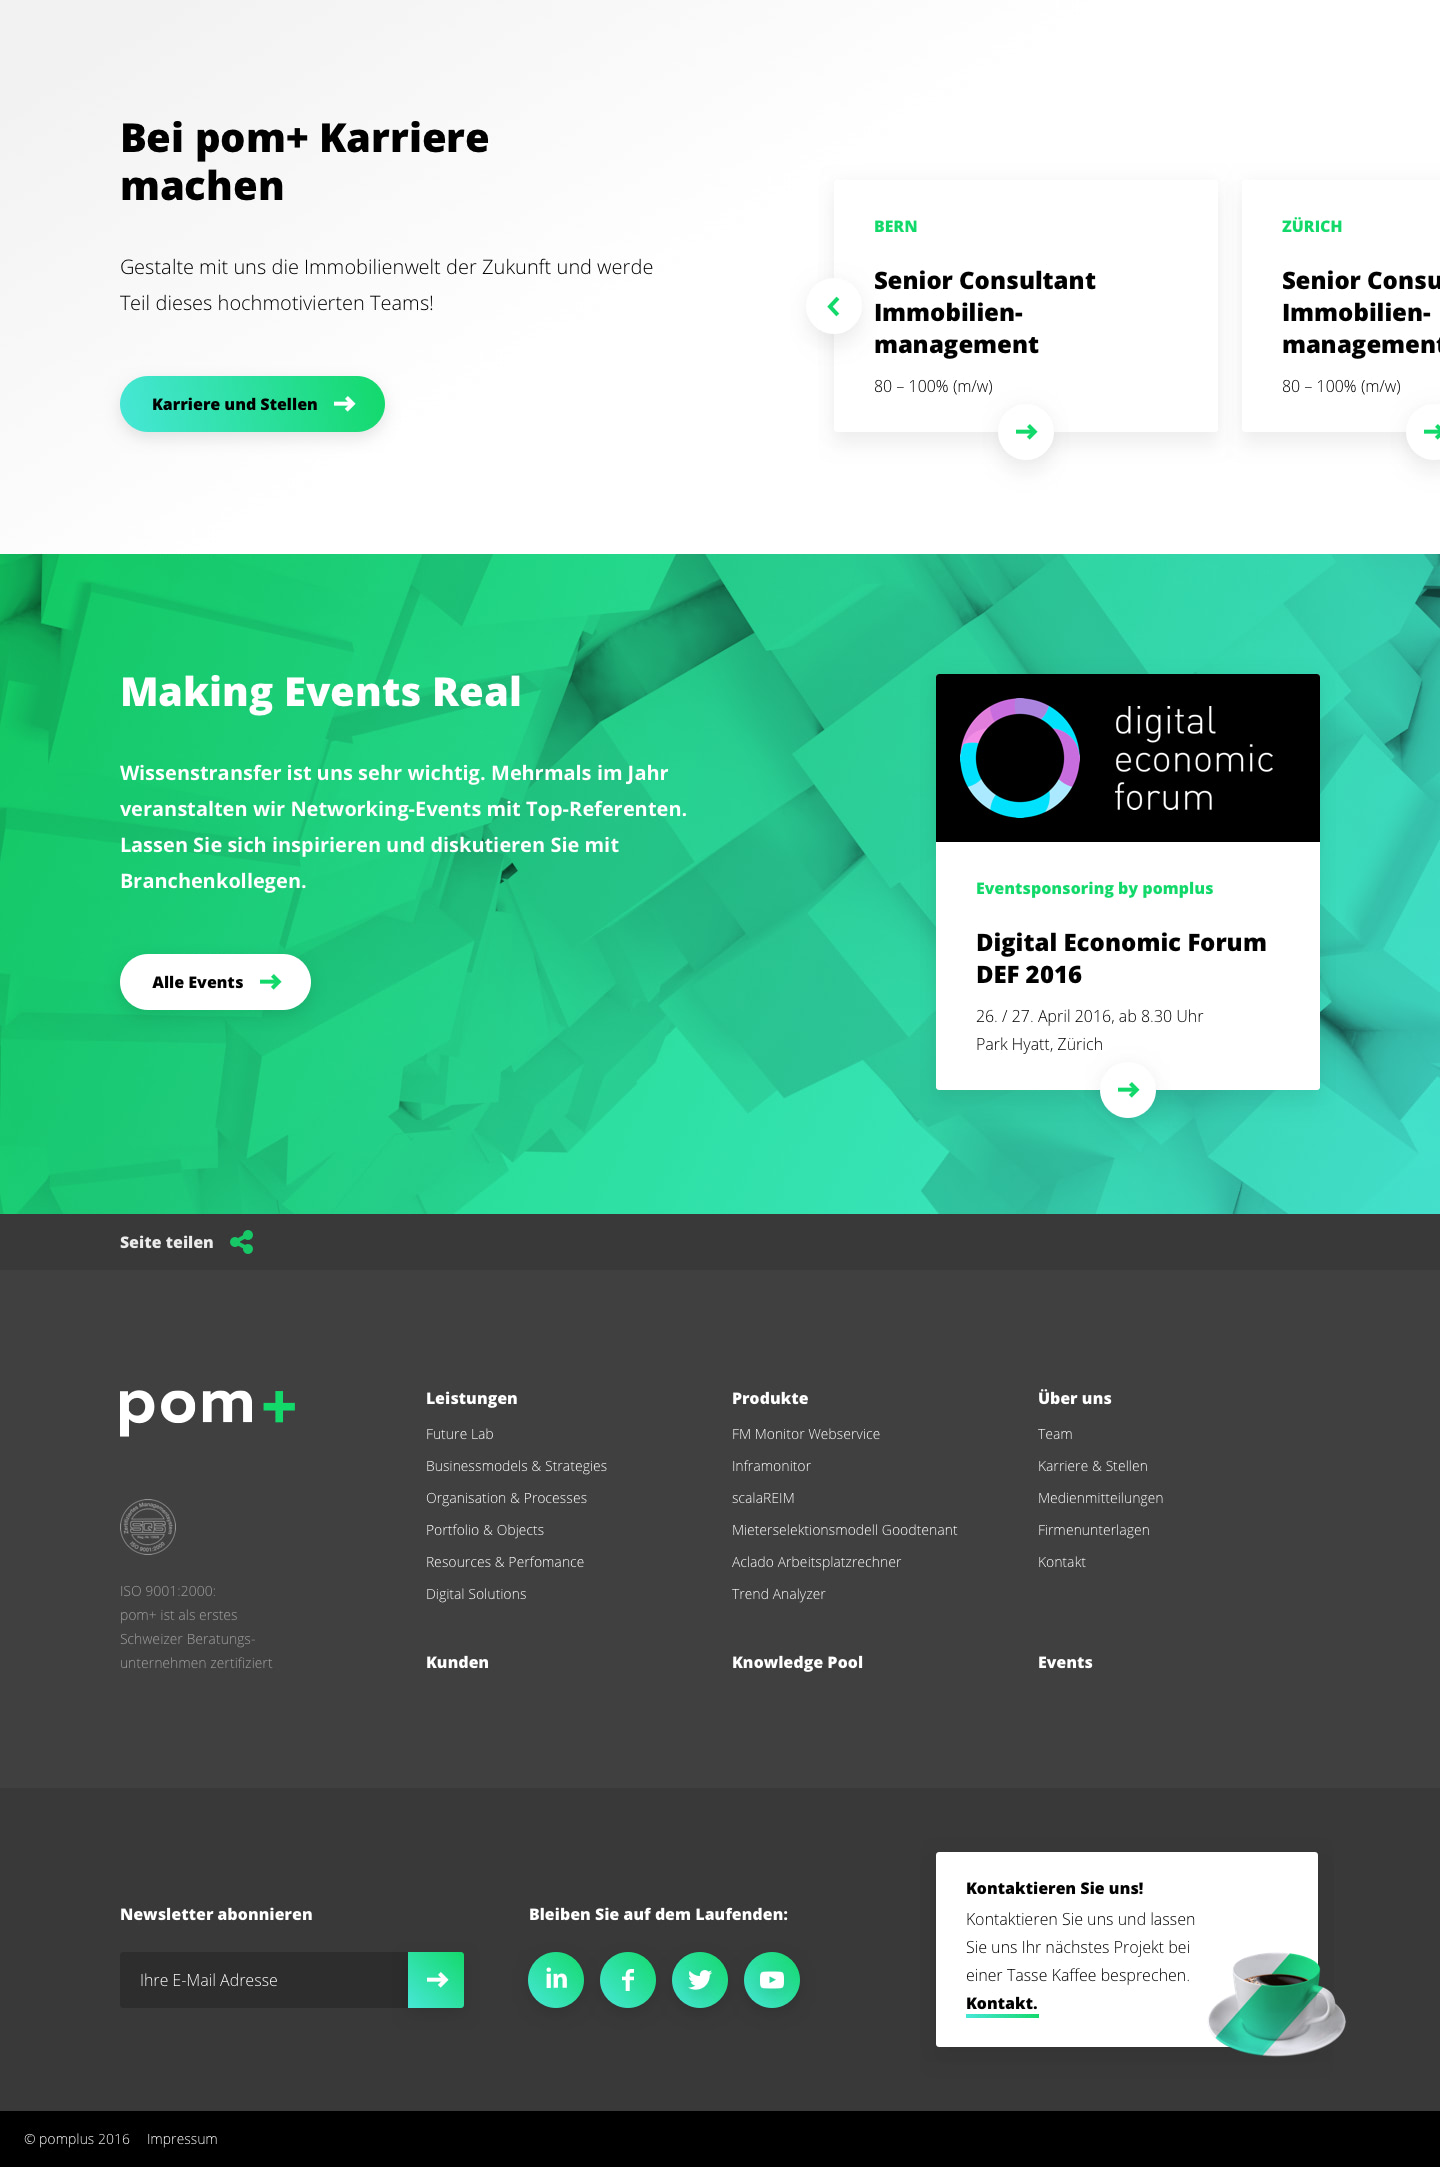 Bei pom+ Karriere
machen
Gestalte mit uns die Immobilienwelt der Zukunft und werde
Teil dieses hochmotivierten Teams!
Karriere und Stellen
BERN
Senior Consultant
Immobilien-
management
80 – 100% (m/w)
ZÜRICH
Senior Consu
Immobilien-
management
80 – 100% (m/w)
Making Events Real
Wissenstransfer ist uns sehr wichtig. Mehrmals im Jahr
veranstalten wir Networking-Events mit Top-Referenten.
Lassen Sie sich inspirieren und diskutieren Sie mit
Branchenkollegen.
Alle Events
digital
economic
forum
Eventsponsoring by pomplus
Digital Economic Forum
DEF 2016
26. / 27. April 2016, ab 8.30 Uhr
Park Hyatt, Zürich
Seite teilen
pom+
SQS
ISO 9001:2000
ISO 9001:2000:
pom+ ist als erstes
Schweizer Beratungs-
unternehmen zertifiziert
Leistungen
Future Lab
Businessmodels & Strategies
Organisation & Processes
Portfolio & Objects
Resources & Perfomance
Digital Solutions
Kunden
Produkte
FM Monitor Webservice
Inframonitor
scalaREIM
Mieterselektionsmodell Goodtenant
Aclado Arbeitsplatzrechner
Trend Analyzer
Knowledge Pool
Über uns
Team
Karriere & Stellen
Medienmitteilungen
Firmenunterlagen
Kontakt
Events
Newsletter abonnieren
Ihre E-Mail Adresse
Bleiben Sie auf dem Laufenden:
in
f
Kontaktieren Sie uns!
Kontaktieren Sie uns und lassen
Sie uns Ihr nächstes Projekt bei
einer Tasse Kaffee besprechen.
Kontakt.
© pomplus 2016 Impressum